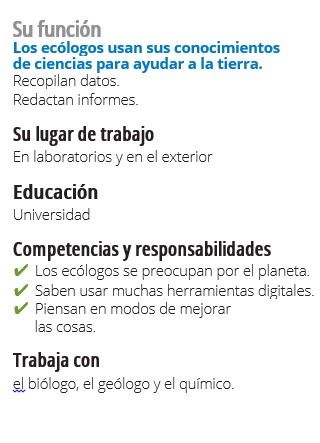 Su función
Los ecólogos usan sus conocimientos
de ciencias para ayudar a la tierra.
Recopilan datos.
Redactan informes.
Su lugar de trabajo
En laboratorios y en el exterior
Educación
Universidad
Competencias y responsabilidades
✔ Los ecólogos se preocupan por el planeta.
✔ Saben usar muchas herramientas digitales.
✔ Piensan en modos de mejorar
las cosas.
Trabaja con
el biólogo, el geólogo y el químico.